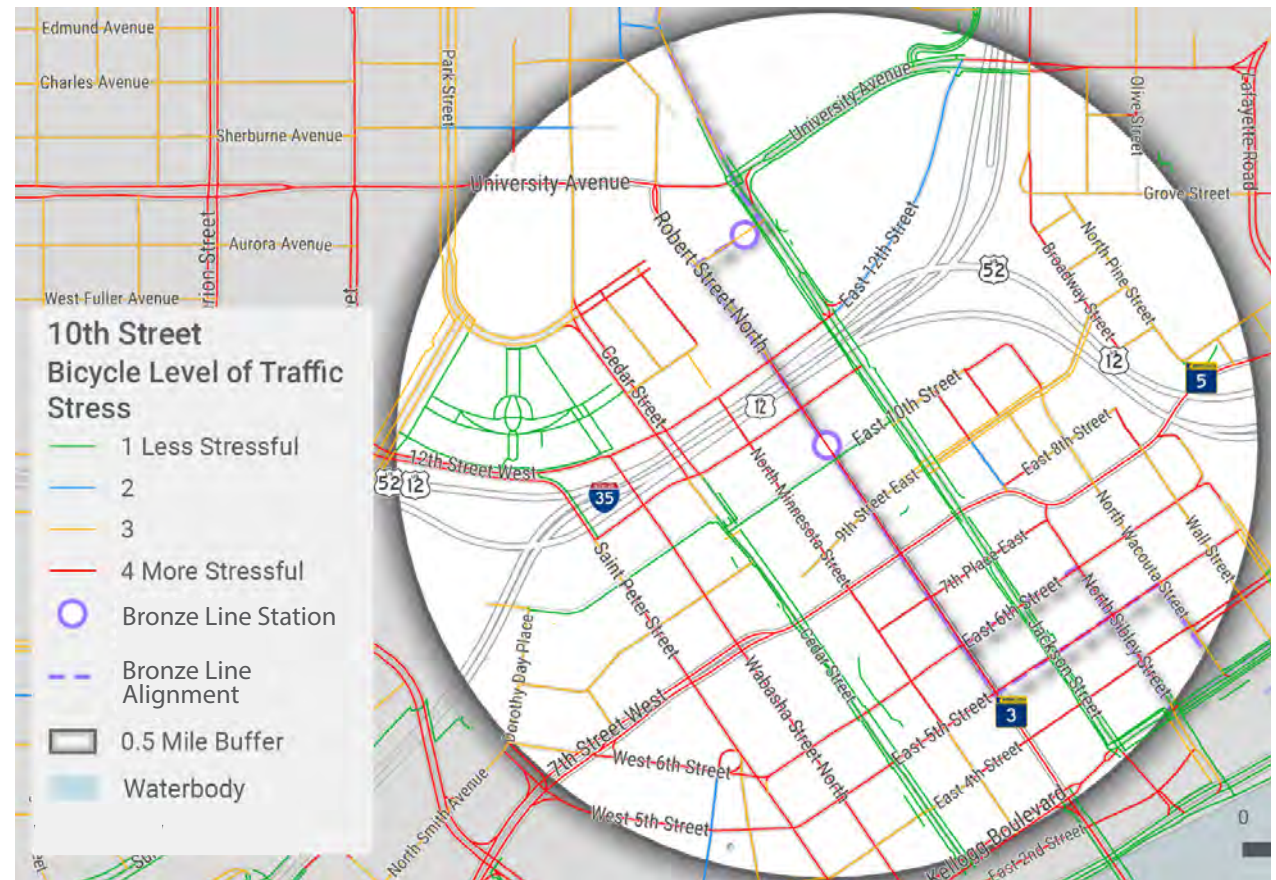 Edmund Avenue
Charles Avenue
Park Street
Sherburne Avenue
University Avenue
University Avenue
Olive Street
Lafayette Road
Grove Street
Aurora Avenue
West Fuller Avenue
Robert Street North
East 12th Street
52
North Pine Street
Broadway Street
12
5
10th Street
Bicycle Level of Traffic
Stress
1 Less Stressful
2
3
4 More Stressful
Bronze Line Station
Bronze Line
Alignment
0.5 Mile Buffer
Waterbody
Cedar Street
12
East 10th Street
12th Street West
52
12
35
North Minnesota Street
9th Street East
East 8th Street
North Wacouta Street
Wall Street
Saint Peter Street
7th Place East
East 6th Street
North Sibley Street
Jackson Street
Dorothy Day Place
Cedar Street
Wabasha Street North
3
7th Street West
East 5th Street
West 6th Street
East 4th Street
West 5th Street
North Smith Avenue
Kellogg Boulevard
East 2nd Street
0